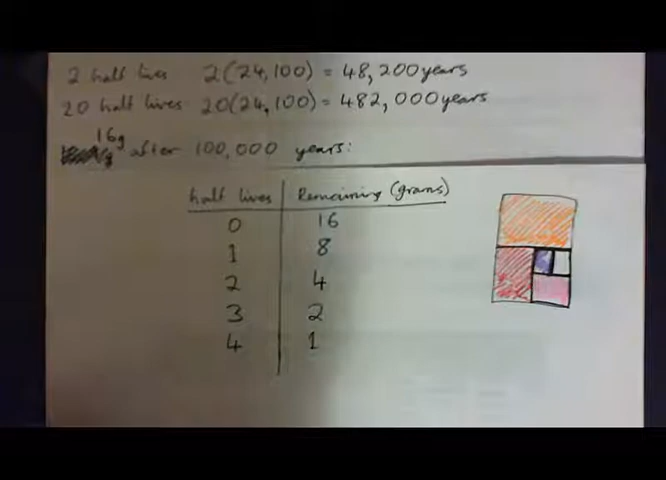 2 half lives 2(24,100) = 48,200 years
20 half lives 20(24,100) = 482,000 years
16g after 100,000 years:
half lives Remaining (grams)
0 16
1 8
2 4
3 2
4 1